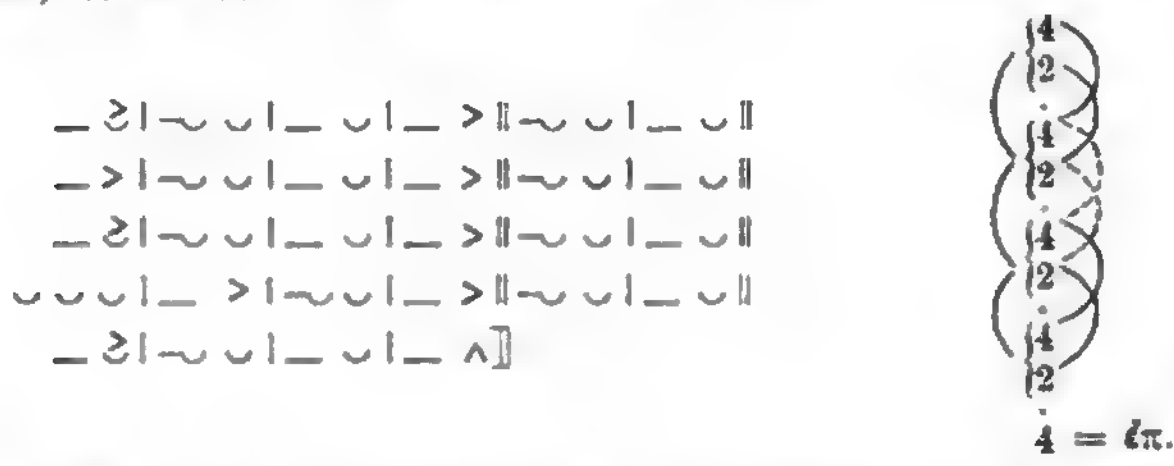 — ⋝ | –⏑ ⏑ | — ⏑ | — > || –⏑ ⏑ | — ⏑ ||
— > | –⏑ ⏑ | — ⏑ | — > || –⏑ ⏑ | — ⏑ ||
— ⋝ | –⏑ ⏑ | — ⏑ | — > || –⏑ ⏑ | — ⏑ ||
⏑ ⏑ ⏑ | — > | –⏑ ⏑ | — > || –⏑ ⏑ | — ⏑ ||
— ⋝ | –⏑ ⏑ | — ⏑ | — ∧ ]]
4
2
.
4
2
.
4
2
.
4
2
.
4 = ἐπ.